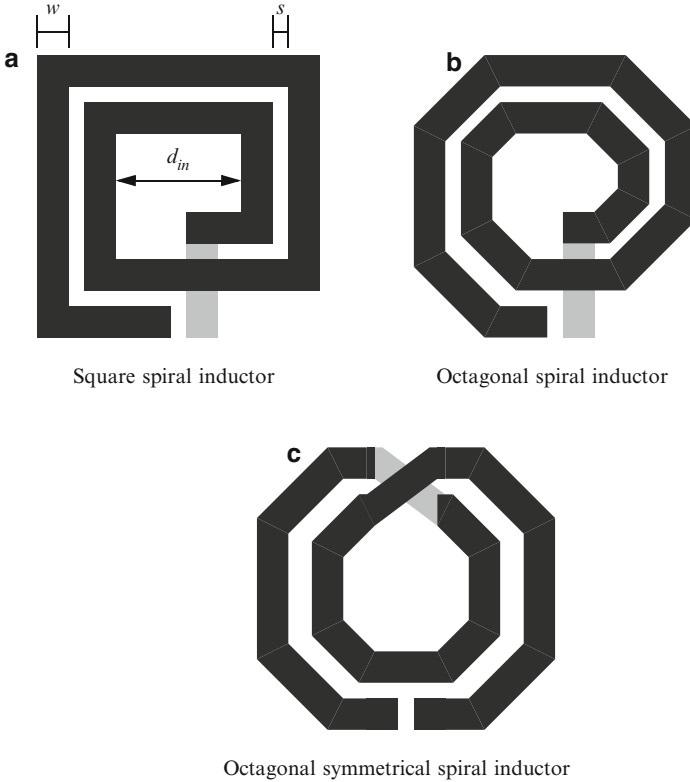 w
s
a
b
d_in
Square spiral inductor
Octagonal spiral inductor
c
Octagonal symmetrical spiral inductor